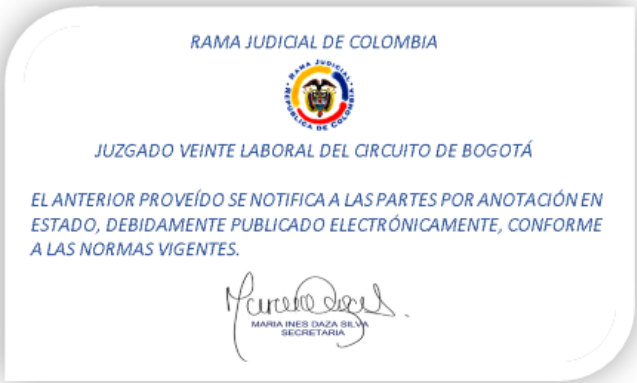 RAMA JUDICIAL DE COLOMBIA
RAMA JUDICIAL
REPÚBLICA DE COLOMBIA
JUZGADO VEINTE LABORAL DEL CIRCUITO DE BOGOTÁ
EL ANTERIOR PROVEÍDO SE NOTIFICA A LAS PARTES POR ANOTACIÓN EN
ESTADO, DEBIDAMENTE PUBLICADO ELECTRÓNICAMENTE, CONFORME
A LAS NORMAS VIGENTES.
MARIA INES DAZA SILVA
SECRETARIA